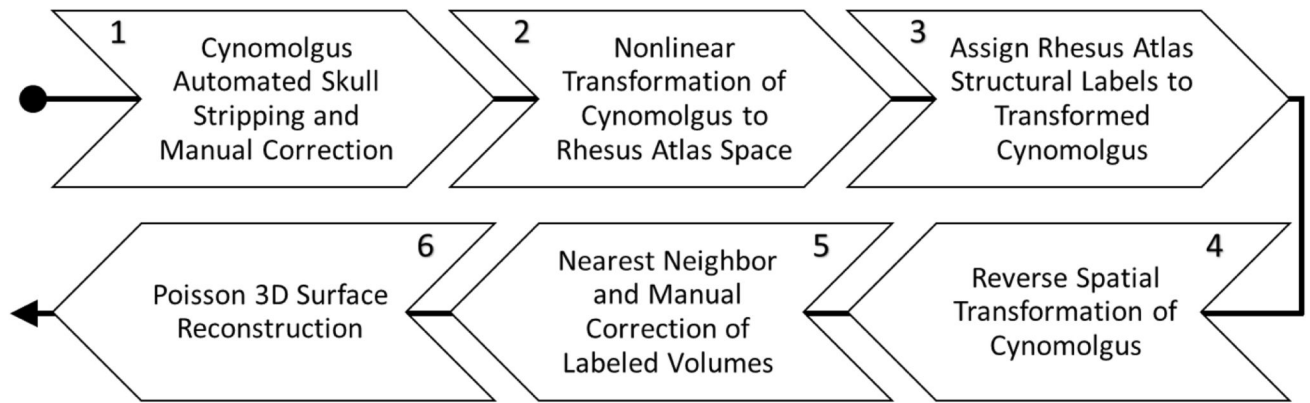 1
Cynomolgus
Automated Skull
Stripping and
Manual Correction
2
Nonlinear
Transformation of
Cynomolgus to
Rhesus Atlas Space
3
Assign Rhesus Atlas
Structural Labels to
Transformed
Cynomolgus
4
Reverse Spatial
Transformation of
Cynomolgus
5
Nearest Neighbor
and Manual
Correction of
Labeled Volumes
6
Poisson 3D Surface
Reconstruction